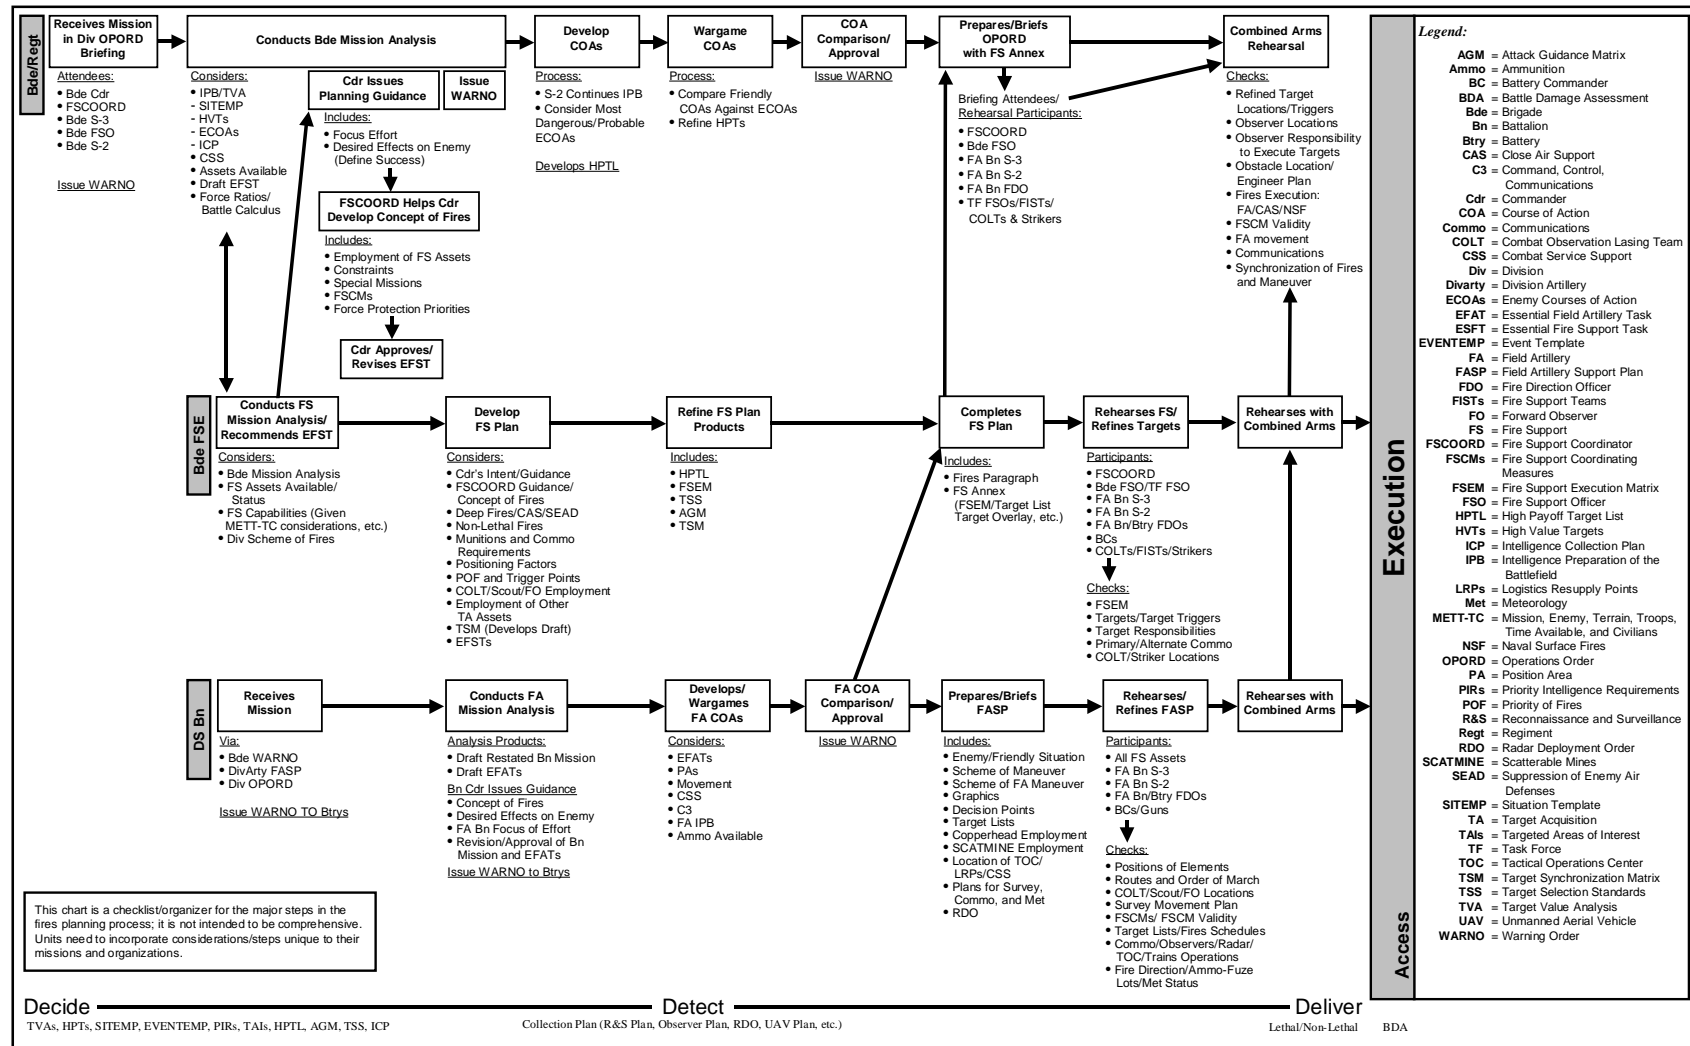 Bde/Regt
Receives Mission
in Div OPORD
Briefing
Attendees:
• Bde Cdr
• FSCOORD
• Bde S-3
• Bde FSO
• Bde S-2
Issue WARNO
Conducts Bde Mission Analysis
Considers:
• IPB/TVA
- SITEMP
- HVTs
- ECOAs
- ICP
• CSS
• Assets Available
• Draft EFST
• Force Ratios/
Battle Calculus
Cdr Issues
Planning Guidance
Issue
WARNO
Includes:
• Focus Effort
• Desired Effects on Enemy
(Define Success)
FSCOORD Helps Cdr
Develop Concept of Fires
Includes:
• Employment of FS Assets
• Constraints
• Special Missions
• FSCMs
• Force Protection Priorities
Cdr Approves/
Revises EFST
Develop
COAs
Process:
• S-2 Continues IPB
• Consider Most
Dangerous/Probable
ECOAs
Develops HPTL
Wargame
COAs
Process:
• Compare Friendly
COAs Against ECOAs
• Refine HPTs
COA
Comparison/
Approval
Issue WARNO
Prepares/Briefs
OPORD
with FS Annex
Briefing Attendees/
Rehearsal Participants:
• FSCOORD
• Bde FSO
• FA Bn S-3
• FA Bn S-2
• FA Bn FDO
• TF FSOs/FISTs/
COLTs & Strikers
Combined Arms
Rehearsal
Checks:
• Refined Target
Locations/Triggers
• Observer Locations
• Observer Responsibility
to Execute Targets
• Obstacle Location/
Engineer Plan
• Fires Execution:
FA/CAS/NSF
• FSCM Validity
• FA movement
• Communications
• Synchronization of Fires
and Maneuver
Bde FSE
Conducts FS
Mission Analysis/
Recommends EFST
Considers:
• Bde Mission Analysis
• FS Assets Available/
Status
• FS Capabilities (Given
METT-TC considerations, etc.)
• Div Scheme of Fires
Develop
FS Plan
Considers:
• Cdr's Intent/Guidance
• FSCOORD Guidance/
Concept of Fires
• Deep Fires/CAS/SEAD
• Non-Lethal Fires
• Munitions and Commo
Requirements
• Positioning Factors
• POF and Trigger Points
• COLT/Scout/FO Employment
• Employment of Other
TA Assets
• TSM (Develops Draft)
• EFSTs
Refine FS Plan
Products
Includes:
• HPTL
• FSEM
• TSS
• AGM
• TSM
Completes
FS Plan
Includes:
• Fires Paragraph
• FS Annex
(FSEM/Target List
Target Overlay, etc.)
Rehearses FS/
Refines Targets
Participants:
• FSCOORD
• Bde FSO/TF FSO
• FA Bn S-3
• FA Bn S-2
• FA Bn/Btry FDOs
• BCs
• COLTs/FISTs/Strikers
Checks:
• FSEM
• Targets/Target Triggers
• Target Responsibilities
• Primary/Alternate Commo
• COLT/Striker Locations
Rehearses with
Combined Arms
DS Bn
Receives
Mission
Via:
• Bde WARNO
• DivArty FASP
• Div OPORD
Issue WARNO TO Btrys
Conducts FA
Mission Analysis
Analysis Products:
• Draft Restated Bn Mission
• Draft EFATs
Bn Cdr Issues Guidance
• Concept of Fires
• Desired Effects on Enemy
• FA Bn Focus of Effort
• Revision/Approval of Bn
Mission and EFATs
Issue WARNO to Btrys
Develops/
Wargames
FA COAs
Considers:
• EFATs
• PAs
• Movement
• CSS
• C3
• FA IPB
• Ammo Available
FA COA
Comparison/
Approval
Issue WARNO
Prepares/Briefs
FASP
Includes:
• Enemy/Friendly Situation
• Scheme of Maneuver
• Scheme of FA Maneuver
• Graphics
• Decision Points
• Target Lists
• Copperhead Employment
• SCATMINE Employment
• Location of TOC/
LRPs/CSS
• Plans for Survey,
Commo, and Met
• RDO
Rehearses/
Refines FASP
Participants:
• All FS Assets
• FA Bn S-3
• FA Bn S-2
• FA Bn/Btry FDOs
• BCs/Guns
Checks:
• Positions of Elements
• Routes and Order of March
• COLT/Scout/FO Locations
• Survey Movement Plan
• FSCMs/ FSCM Validity
• Target Lists/Fires Schedules
• Commo/Observers/Radar/
TOC/Trains Operations
• Fire Direction/Ammo-Fuze
Lots/Met Status
Rehearses with
Combined Arms
This chart is a checklist/organizer for the major steps in the
fires planning process; it is not intended to be comprehensive.
Units need to incorporate considerations/steps unique to their
missions and organizations.
Execution
Access
Legend:
AGM = Attack Guidance Matrix
Ammo = Ammunition
BC = Battery Commander
BDA = Battle Damage Assessment
Bde = Brigade
Bn = Battalion
Btry = Battery
CAS = Close Air Support
C3 = Command, Control,
Communications
Cdr = Commander
COA = Course of Action
Commo = Communications
COLT = Combat Observation Lasing Team
CSS = Combat Service Support
Div = Division
Divarty = Division Artillery
ECOAs = Enemy Courses of Action
EFAT = Essential Field Artillery Task
ESFT = Essential Fire Support Task
EVENTEMP = Event Template
FA = Field Artillery
FASP = Field Artillery Support Plan
FDO = Fire Direction Officer
FISTs = Fire Support Teams
FO = Forward Observer
FS = Fire Support
FSCOORD = Fire Support Coordinator
FSCMs = Fire Support Coordinating
Measures
FSEM = Fire Support Execution Matrix
FSO = Fire Support Officer
HPTL = High Payoff Target List
HVTs = High Value Targets
ICP = Intelligence Collection Plan
IPB = Intelligence Preparation of the
Battlefield
LRPs = Logistics Resupply Points
Met = Meteorology
METT-TC = Mission, Enemy, Terrain, Troops,
Time Available, and Civilians
NSF = Naval Surface Fires
OPORD = Operations Order
PA = Position Area
PIRs = Priority Intelligence Requirements
POF = Priority of Fires
R&S = Reconnaissance and Surveillance
Regt = Regiment
RDO = Radar Deployment Order
SCATMINE = Scatterable Mines
SEAD = Suppression of Enemy Air
Defenses
SITEMP = Situation Template
TA = Target Acquisition
TAIs = Targeted Areas of Interest
TF = Task Force
TOC = Tactical Operations Center
TSM = Target Synchronization Matrix
TSS = Target Selection Standards
TVA = Target Value Analysis
UAV = Unmanned Aerial Vehicle
WARNO = Warning Order
Decide
Detect
Deliver
TVAs, HPTs, SITEMP, EVENTEMP, PIRs, TAIs, HPTL, AGM, TSS, ICP
Collection Plan (R&S Plan, Observer Plan, RDO, UAV Plan, etc.)
Lethal/Non-Lethal
BDA